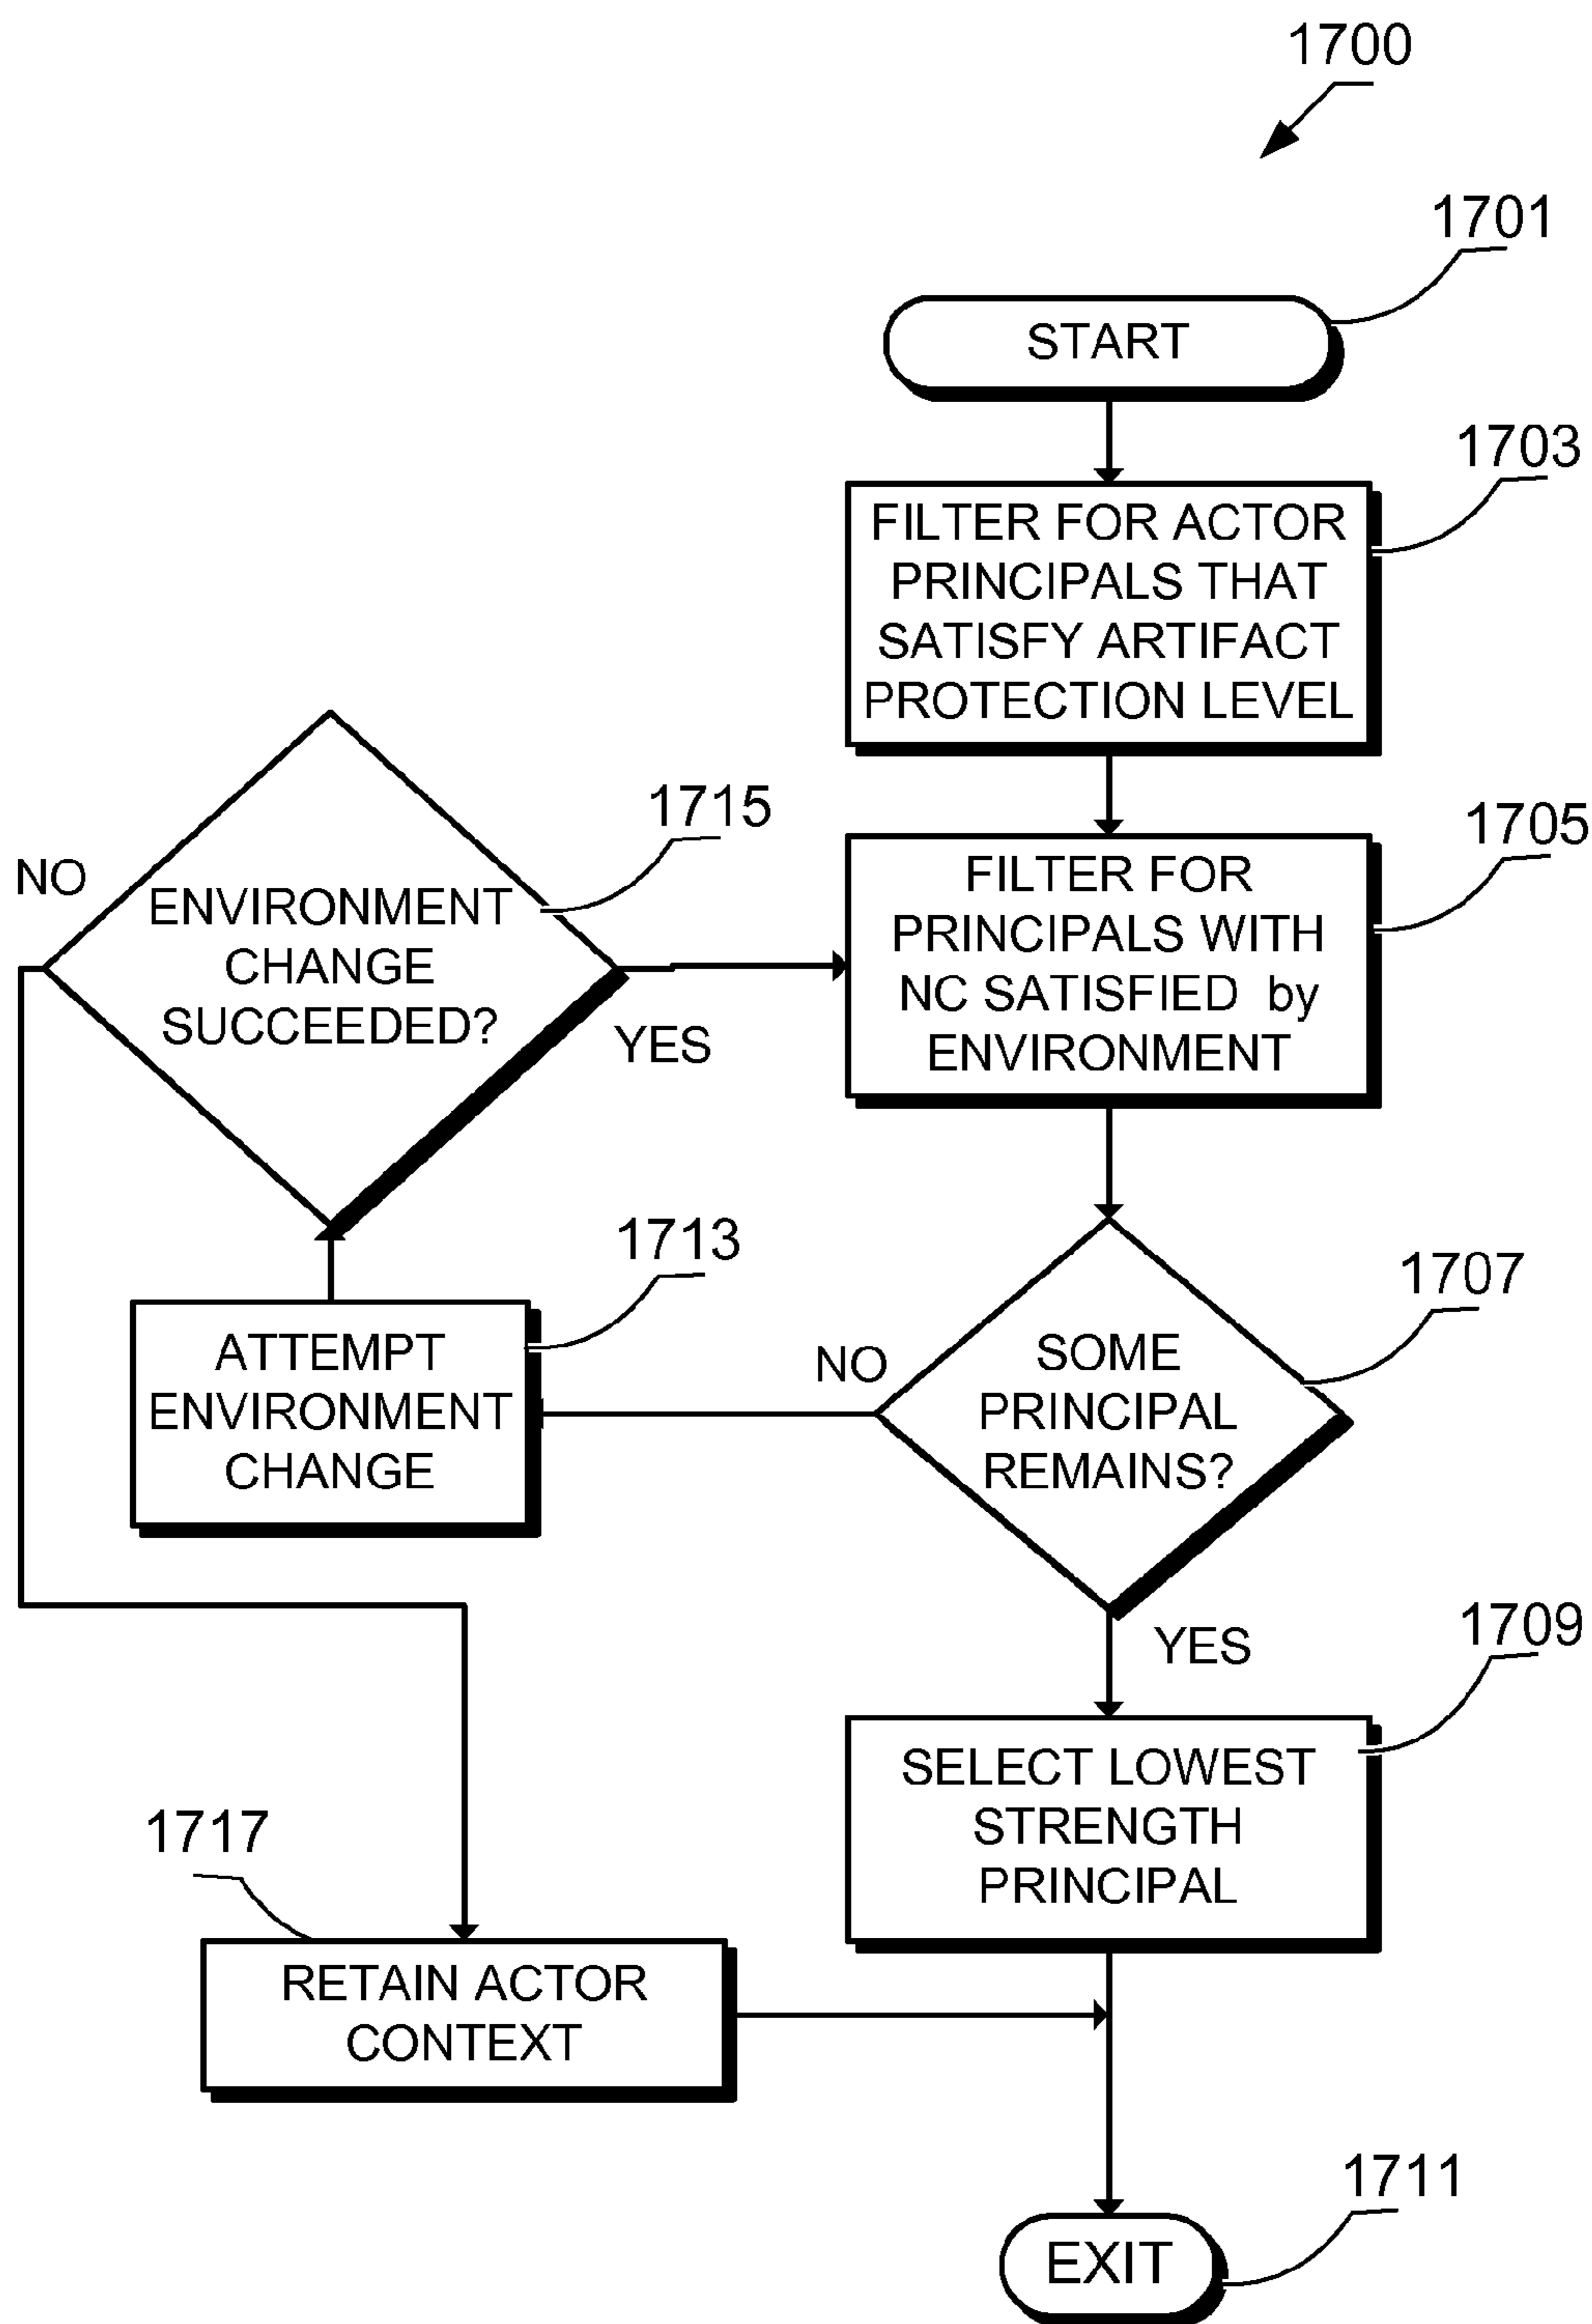 1700
1701
START
1703
FILTER FOR ACTOR
PRINCIPALS THAT
SATISFY ARTIFACT
PROTECTION LEVEL
1715
NO
ENVIRONMENT
CHANGE
SUCCEEDED?
YES
1705
FILTER FOR
PRINCIPALS WITH
NC SATISFIED by
ENVIRONMENT
1713
ATTEMPT
ENVIRONMENT
CHANGE
NO
1707
SOME
PRINCIPAL
REMAINS?
YES
1709
SELECT LOWEST
STRENGTH
PRINCIPAL
1717
RETAIN ACTOR
CONTEXT
1711
EXIT